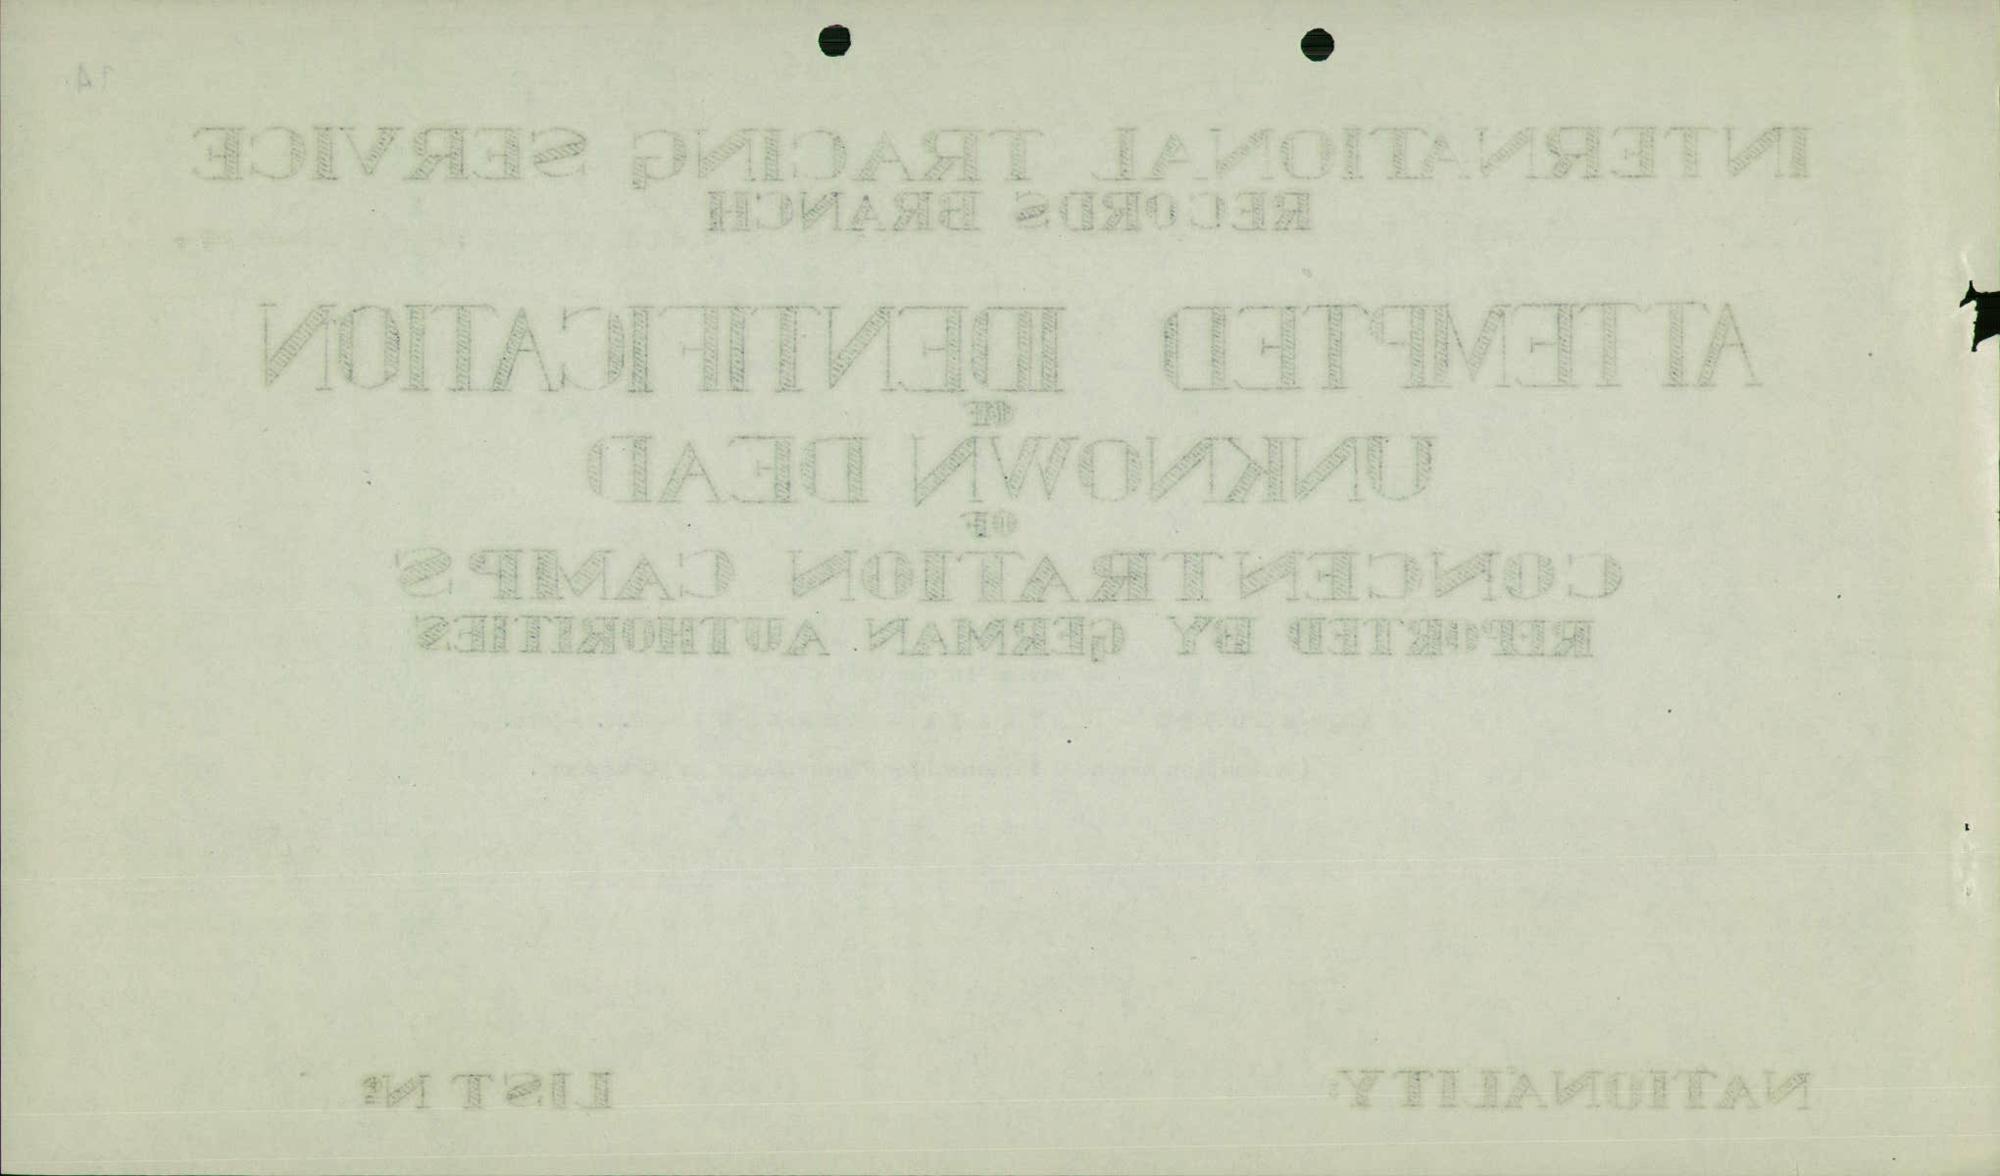 14
INTERNATIONAL TRACING SERVICE
RECORDS BRANCH
ATTEMPTED IDENTIFICATION
OF
UNKNOWN DEAD
OF
CONCENTRATION CAMPS
REPORTED BY GERMAN AUTHORITIES
NATIONALITY:
LIST Nº